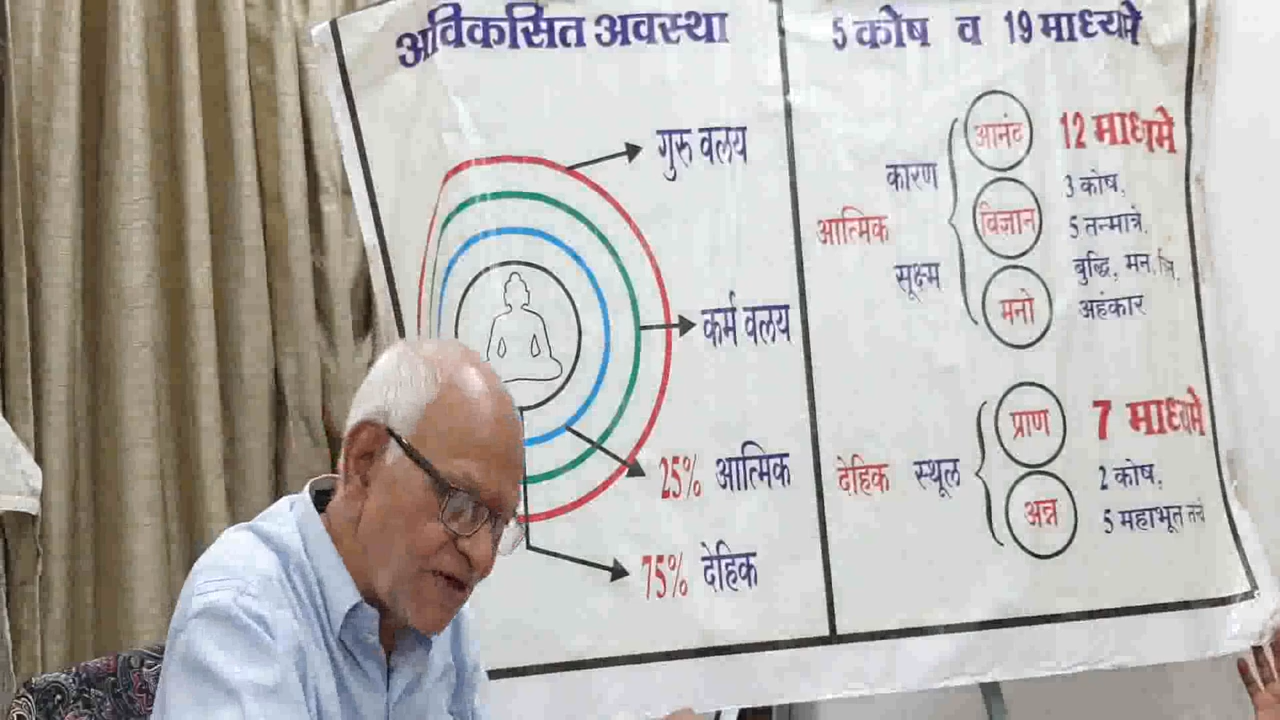 अविकसित अवस्था
गुरु वलय
कर्म वलय
25% आत्मिक
75% देहिक
5 कोष व 19 माध्यमे
कारण
आत्मिक
सूक्ष्म
आनंद
विज्ञान
मनो
12 माध्यमे
3 कोष,
5 तन्मात्रे,
बुद्धि, मन,
अहंकार
देहिक स्थूल
प्राण
अन्न
7 माध्यमे
2 कोष,
5 महाभूत